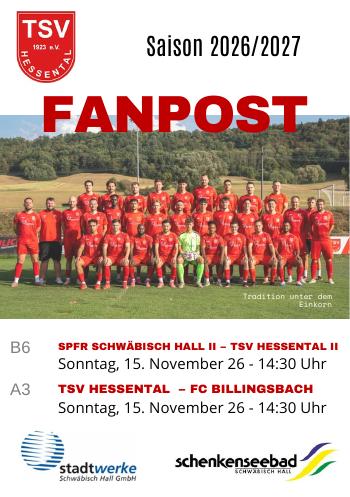 TSV
1923 e.V.
HESSENTAL
Saison 2026/2027
FANPOST
Tradition unter dem
Einkorn
B6 SPFR SCHWÄBISCH HALL II – TSV HESSENTAL II
Sonntag, 15. November 26 - 14:30 Uhr
A3 TSV HESSENTAL – FC BILLINGSBACH
Sonntag, 15. November 26 - 14:30 Uhr
stadtwerke
Schwäbisch Hall GmbH
schenkenseebad
SCHWÄBISCH HALL